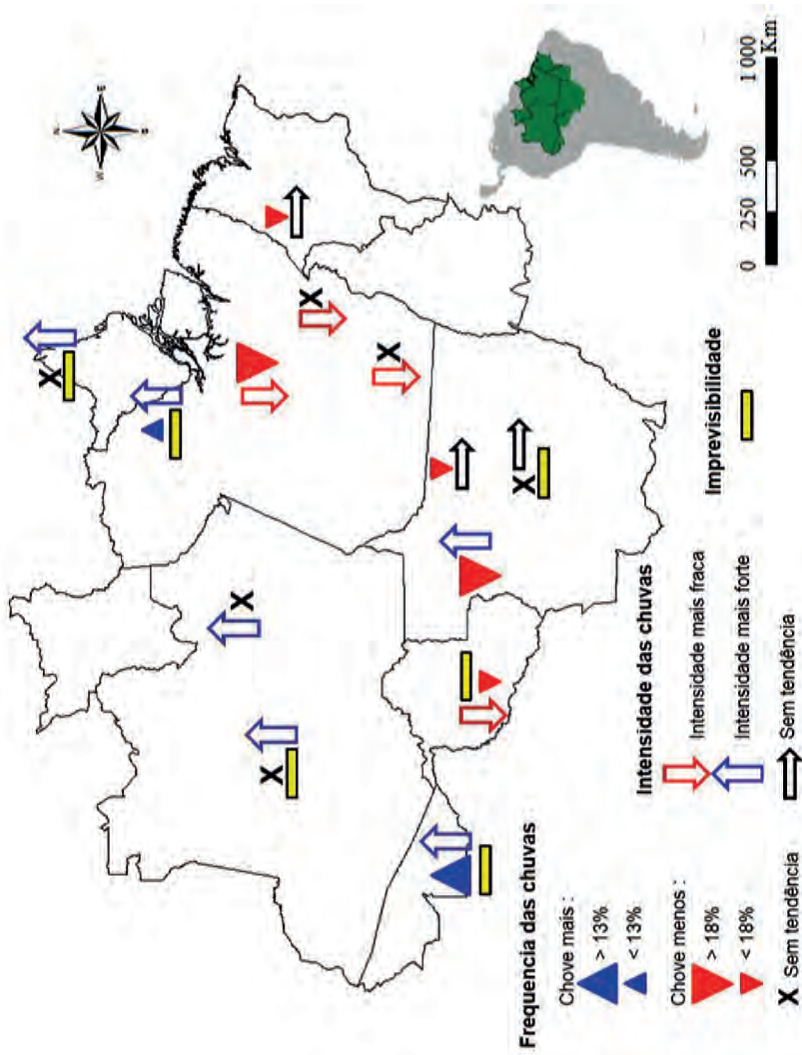 N
E
S
W
0 250 500 1 000
Km
Frequencia das chuvas
Chove mais :
> 13%
< 13%
Chove menos :
> 18%
< 18%
X Sem tendência
Intensidade das chuvas
Intensidade mais fraca
Intensidade mais forte
Sem tendência
Imprevisibilidade
X
X
X
X
X
X